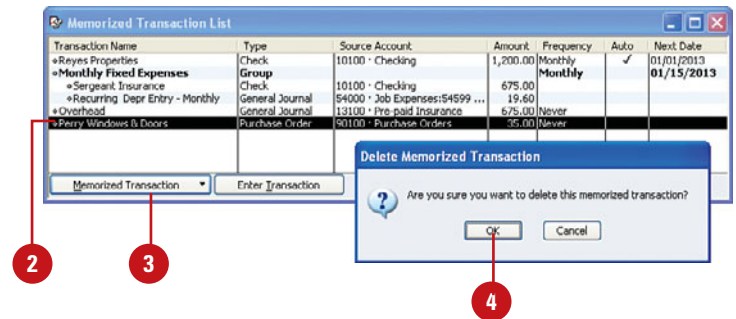 Memorized Transaction List
Transaction Name Type Source Account Amount Frequency Auto Next Date
Reyes Properties Check 10100 · Checking 1,200.00 Monthly ✓ 01/01/2013
Monthly Fixed Expenses Group Monthly 01/15/2013
Sergeant Insurance Check 10100 · Checking 675.00
Recurring Depr Entry - Monthly General Journal 54000 · Job Expenses:54599 ... 19.60
Overhead General Journal 13100 · Pre-paid Insurance 675.00 Never
Perry Windows & Doors Purchase Order 90100 · Purchase Orders 35.00 Never
Memorized Transaction Enter Transaction
Delete Memorized Transaction
Are you sure you want to delete this memorized transaction?
OK Cancel
2 3
4